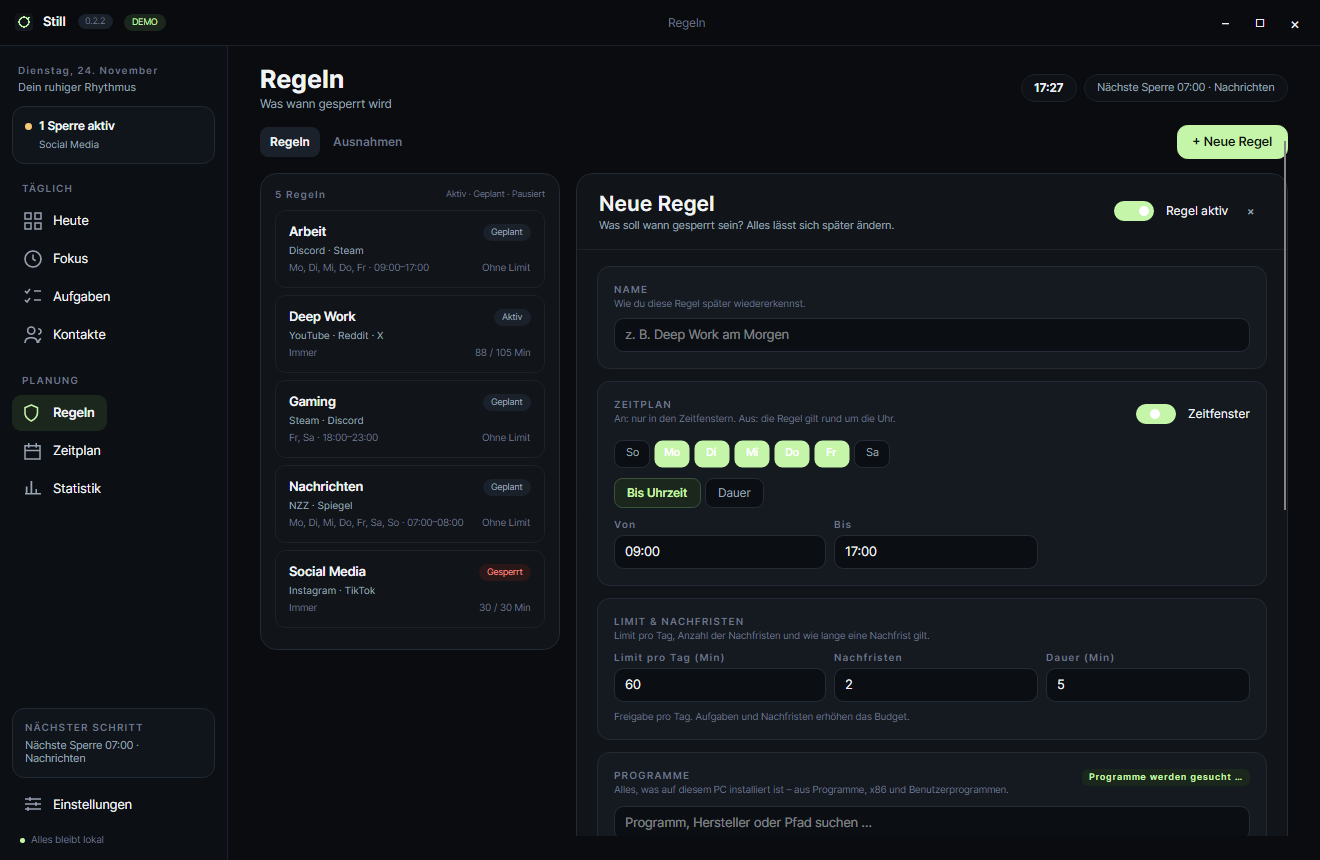 Still 0.2.2 DEMO
Regeln
Dienstag, 24. November
Dein ruhiger Rhythmus
1 Sperre aktiv
Social Media
TÄGLICH
Heute
Fokus
Aufgaben
Kontakte
PLANUNG
Regeln
Zeitplan
Statistik
NÄCHSTER SCHRITT
Nächste Sperre 07:00 ·
Nachrichten
Einstellungen
Alles bleibt lokal
Regeln
Was wann gesperrt wird
17:27
Nächste Sperre 07:00 · Nachrichten
Regeln Ausnahmen
+ Neue Regel
5 Regeln Aktiv · Geplant · Pausiert
Arbeit Geplant
Discord · Steam
Mo, Di, Mi, Do, Fr · 09:00–17:00 Ohne Limit
Deep Work Aktiv
YouTube · Reddit · X
Immer 88 / 105 Min
Gaming Geplant
Steam · Discord
Fr, Sa · 18:00–23:00 Ohne Limit
Nachrichten Geplant
NZZ · Spiegel
Mo, Di, Mi, Do, Fr, Sa, So · 07:00–08:00 Ohne Limit
Social Media Gesperrt
Instagram · TikTok
Immer 30 / 30 Min
Neue Regel
Was soll wann gesperrt sein? Alles lässt sich später ändern.
Regel aktiv ×
NAME
Wie du diese Regel später wiedererkennst.
z. B. Deep Work am Morgen
ZEITPLAN
An: nur in den Zeitfenstern. Aus: die Regel gilt rund um die Uhr.
Zeitfenster
So Mo Di Mi Do Fr Sa
Bis Uhrzeit Dauer
Von Bis
09:00 17:00
LIMIT & NACHFRISTEN
Limit pro Tag, Anzahl der Nachfristen und wie lange eine Nachfrist gilt.
Limit pro Tag (Min) Nachfristen Dauer (Min)
60 2 5
Freigabe pro Tag. Aufgaben und Nachfristen erhöhen das Budget.
PROGRAMME
Alles, was auf diesem PC installiert ist – aus Programme, x86 und Benutzerprogrammen.
Programme werden gesucht …
Programm, Hersteller oder Pfad suchen …